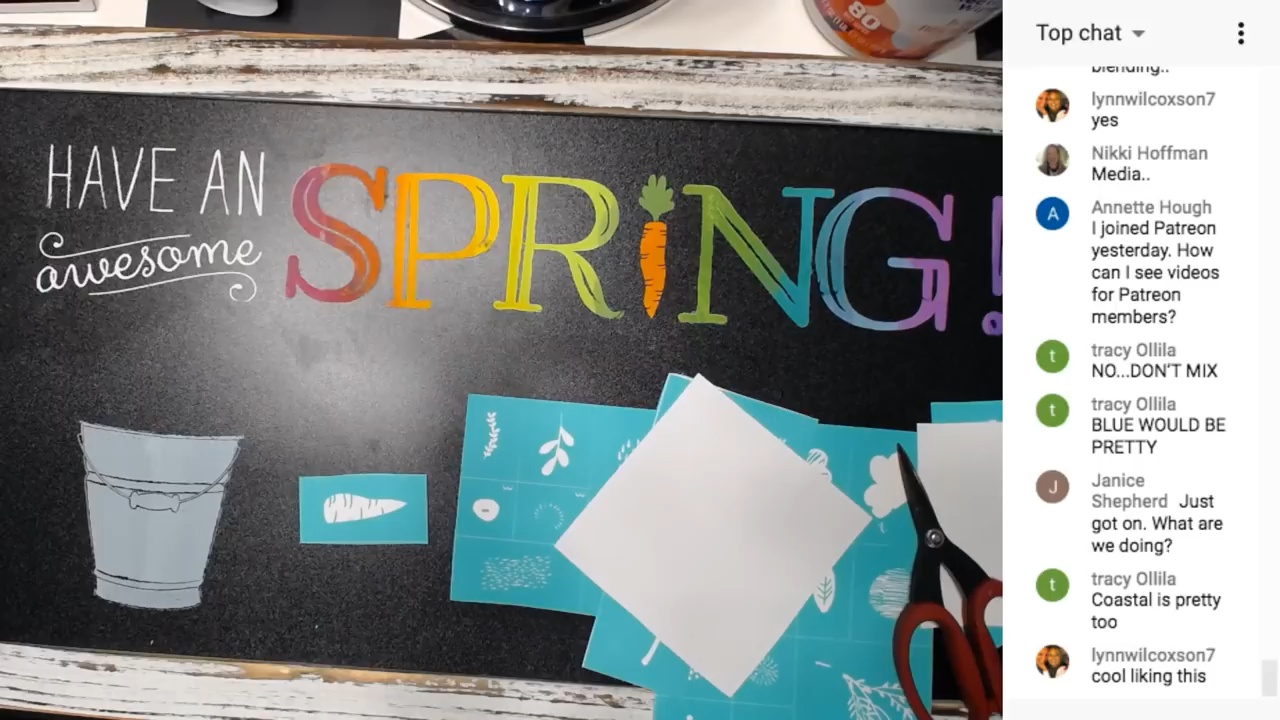 80
HAVE AN
awesome
SPRING!
Top chat
blending..
lynnwilcoxson7
yes
Nikki Hoffman
Media..
A
Annette Hough
I joined Patreon
yesterday. How
can I see videos
for Patreon
members?
t
tracy Ollila
NO...DON'T MIX
t
tracy Ollila
BLUE WOULD BE
PRETTY
J
Janice
Shepherd Just
got on. What are
we doing?
t
tracy Ollila
Coastal is pretty
too
lynnwilcoxson7
cool liking this